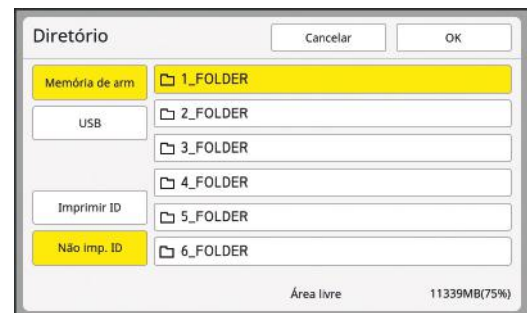 Diretório
Cancelar
OK
Memória de arm
USB
Imprimir ID
Não imp. ID
1_FOLDER
2_FOLDER
3_FOLDER
4_FOLDER
5_FOLDER
6_FOLDER
Área livre 11339MB(75%)